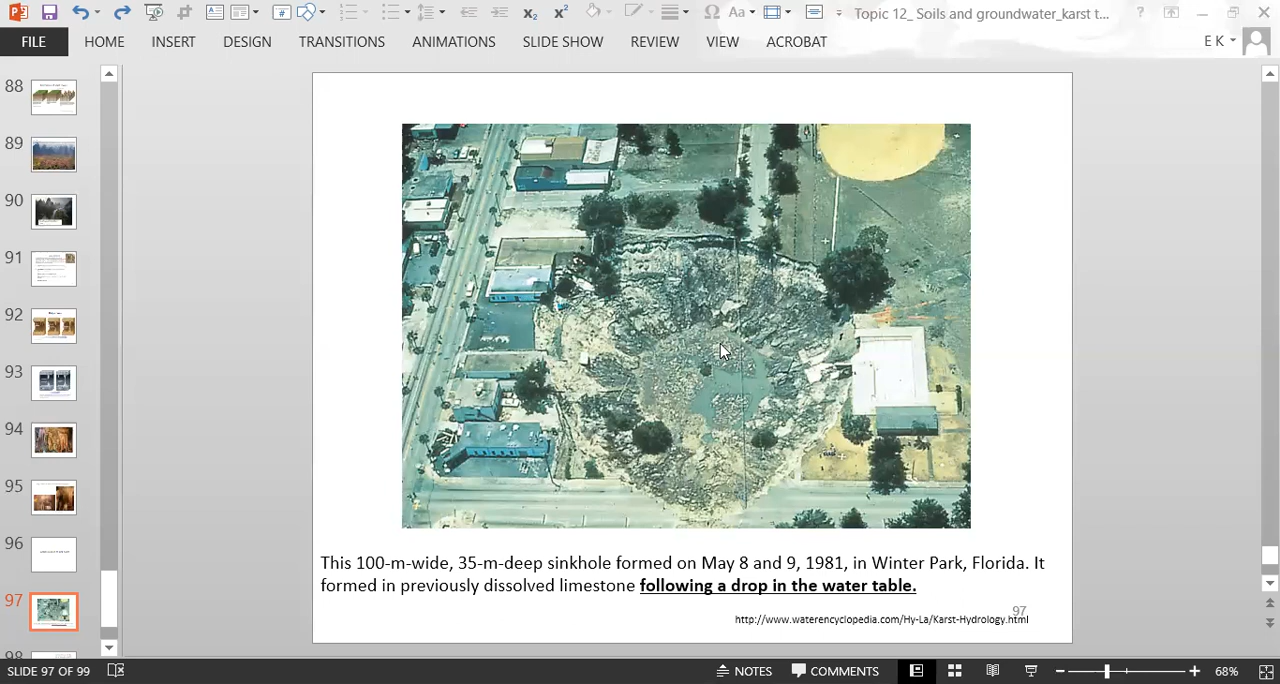 Topic 12_ Soils and groundwater_karst t...
FILE HOME INSERT DESIGN TRANSITIONS ANIMATIONS SLIDE SHOW REVIEW VIEW ACROBAT E K
88
89
90
91
92
93
94
95
96
97
98
This 100-m-wide, 35-m-deep sinkhole formed on May 8 and 9, 1981, in Winter Park, Florida. It
formed in previously dissolved limestone following a drop in the water table.
97
http://www.waterencyclopedia.com/Hy-La/Karst-Hydrology.html
SLIDE 97 OF 99 NOTES COMMENTS 68%